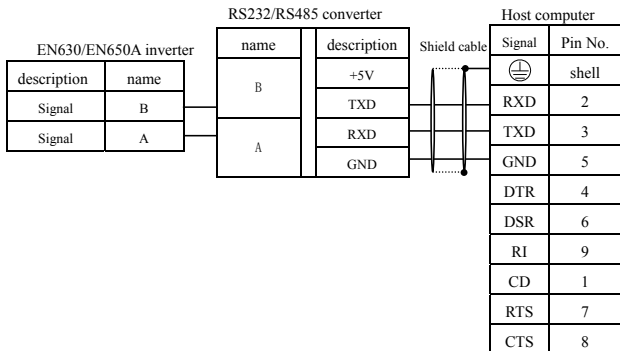 RS232/RS485 converter
Host computer
EN630/EN650A inverter
name description
Shield cable
Signal Pin No.
description name
B
+5V
shell
Signal B
TXD
RXD 2
Signal A
A
RXD
TXD 3
GND
GND 5
DTR 4
DSR 6
RI 9
CD 1
RTS 7
CTS 8